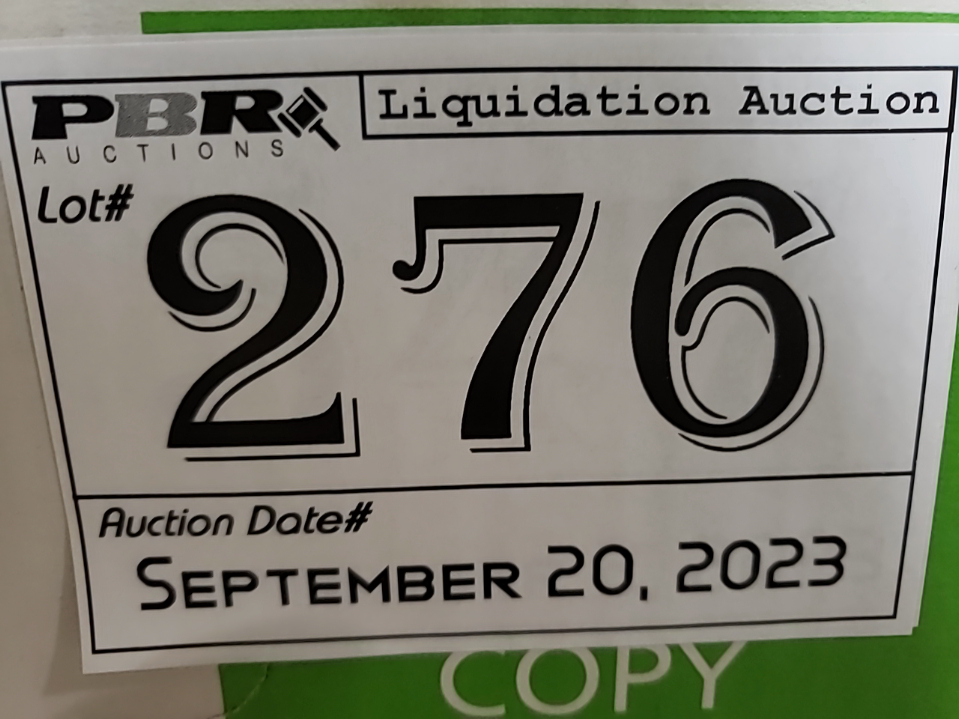 PBR
AUCTIONS
Liquidation Auction
Lot#
276
Auction Date#
September 20, 2023
COPY